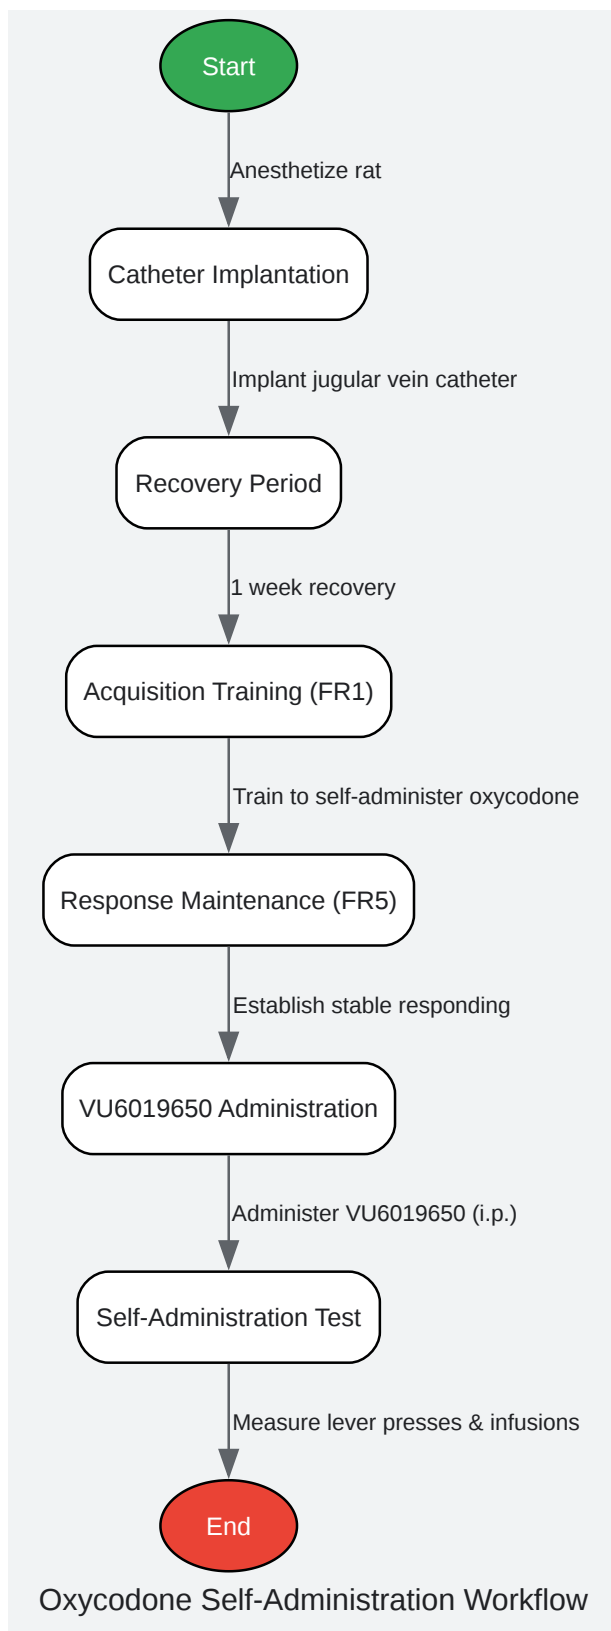 Start
Anesthetize rat
Catheter Implantation
Implant jugular vein catheter
Recovery Period
1 week recovery
Acquisition Training (FR1)
Train to self-administer oxycodone
Response Maintenance (FR5)
Establish stable responding
VU6019650 Administration
Administer VU6019650 (i.p.)
Self-Administration Test
Measure lever presses & infusions
End
Oxycodone Self-Administration Workflow